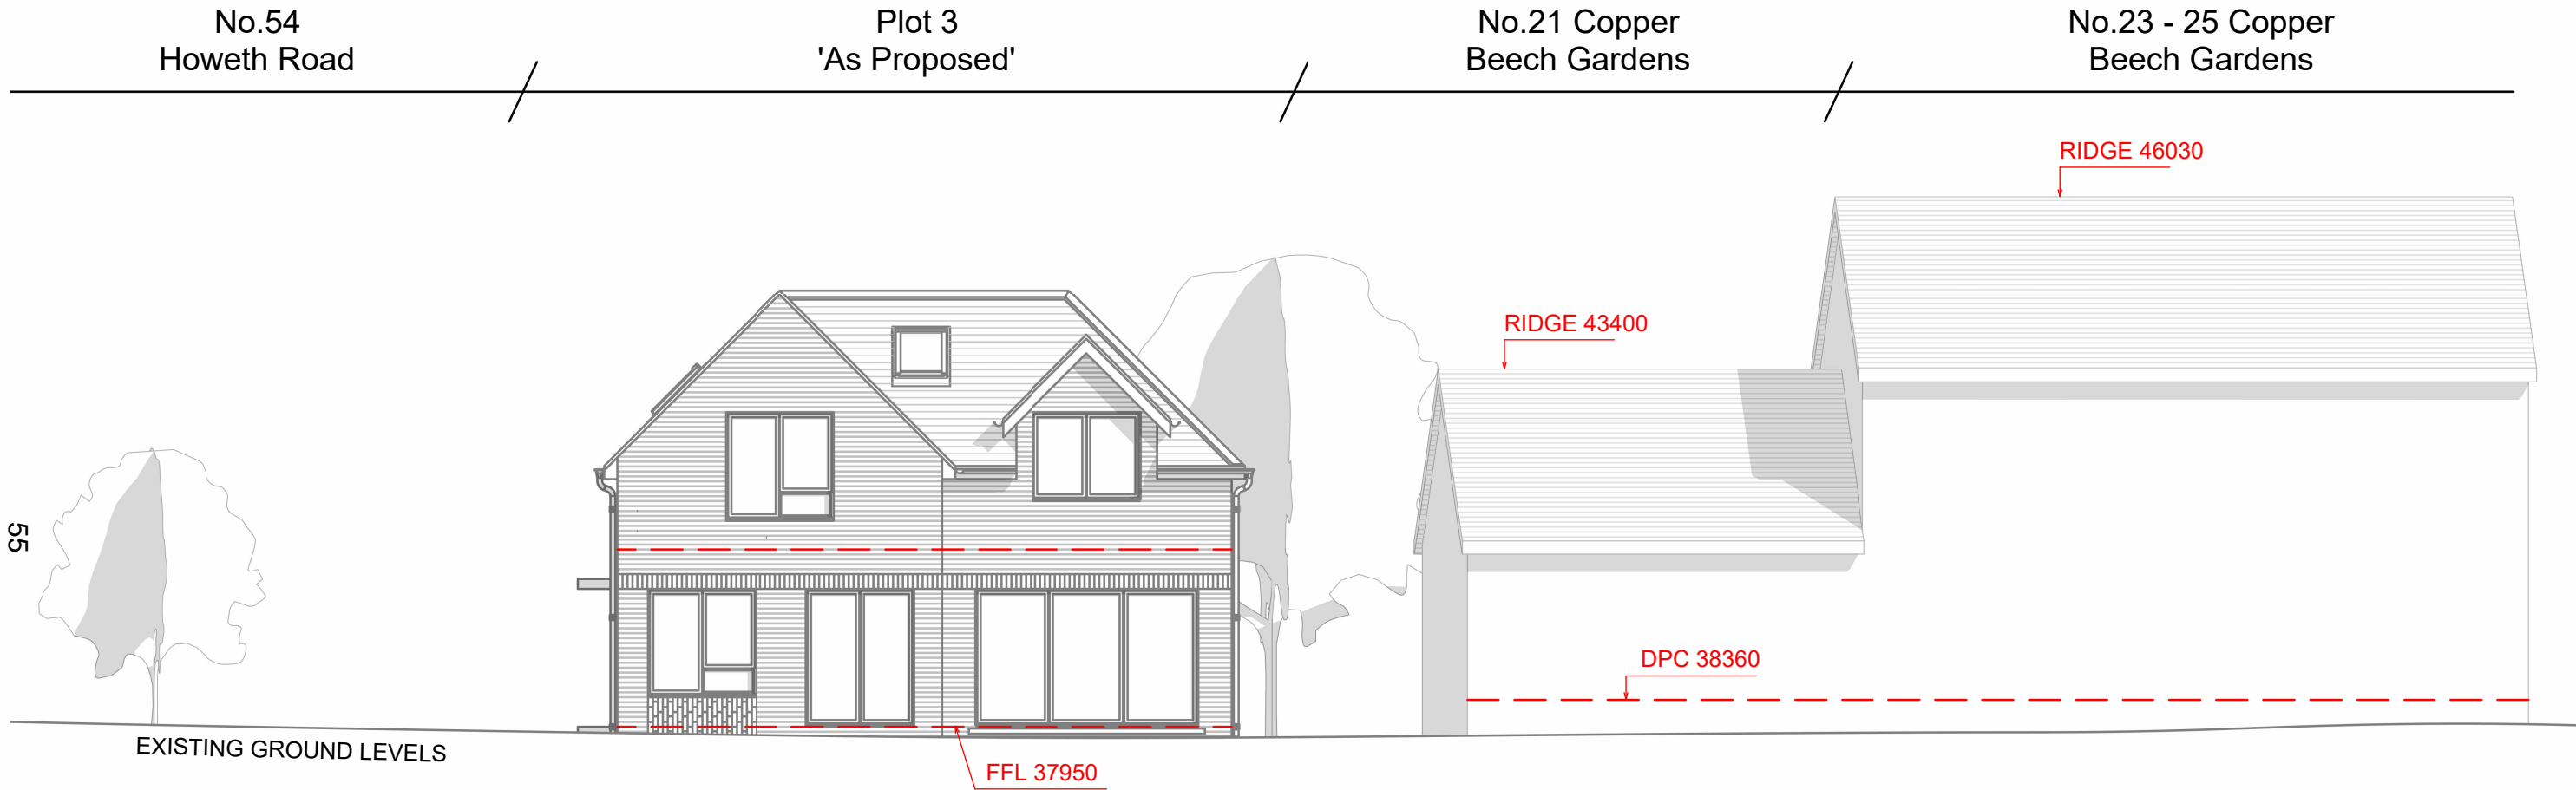 No.54
Howeth Road
Plot 3
'As Proposed'
No.21 Copper
Beech Gardens
No.23 - 25 Copper
Beech Gardens
RIDGE 46030
RIDGE 43400
55
DPC 38360
EXISTING GROUND LEVELS
FFL 37950